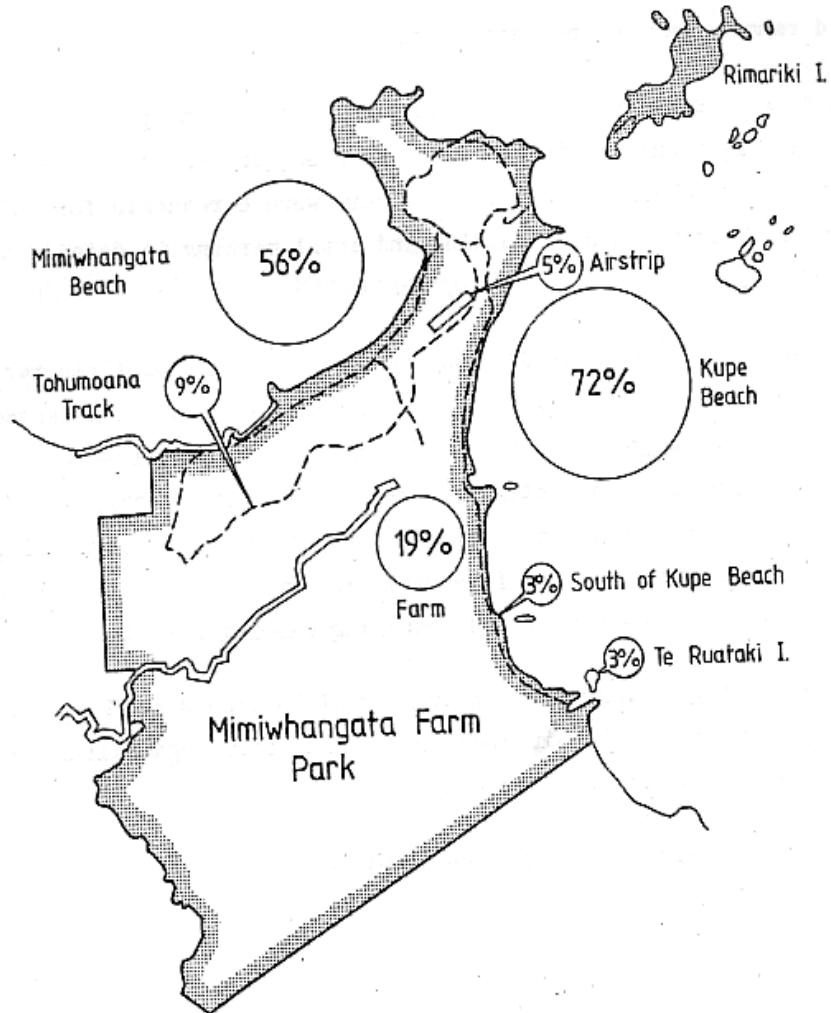 Rimariki I.
Mimiwhangata
Beach
56%
5%
Airstrip
72%
Kupe
Beach
Tohumoana
Track
9%
19%
Farm
3%
South of Kupe Beach
3%
Te Ruataki I.
Mimiwhangata Farm
Park